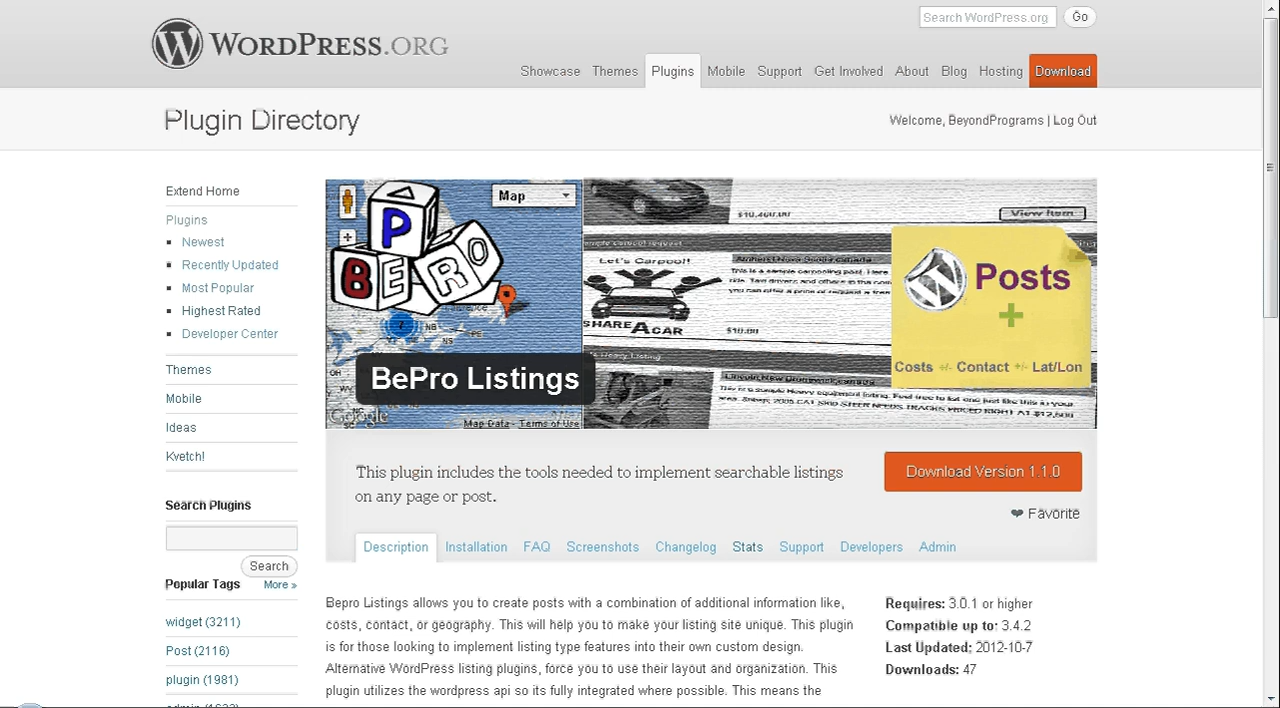 Search WordPress.org
Go
WORDPRESS.ORG
Showcase Themes Plugins Mobile Support Get Involved About Blog Hosting Download
Plugin Directory
Welcome, BeyondPrograms | Log Out
Extend Home
Plugins
Newest
Recently Updated
Most Popular
Highest Rated
Developer Center
Themes
Mobile
Ideas
Kvetch!
Search Plugins
Search
Popular Tags More »
widget (3211)
Post (2116)
plugin (1981)
Map
P
BERO
NB
NS
Google
Map Data - Terms of Use
BePro Listings
$10,400.00
View Item
Let's Carpool!
This is a sample carpooling post. Here
SHARE A CAR
$10.00
Posts
+
Costs +/- Contact +/- Lat/Lon
This plugin includes the tools needed to implement searchable listings
on any page or post.
Download Version 1.1.0
❤ Favorite
Description Installation FAQ Screenshots Changelog Stats Support Developers Admin
Bepro Listings allows you to create posts with a combination of additional information like,
costs, contact, or geography. This will help you to make your listing site unique. This plugin
is for those looking to implement listing type features into their own custom design.
Alternative WordPress listing plugins, force you to use their layout and organization. This
plugin utilizes the wordpress api so its fully integrated where possible. This means the
Requires: 3.0.1 or higher
Compatible up to: 3.4.2
Last Updated: 2012-10-7
Downloads: 47